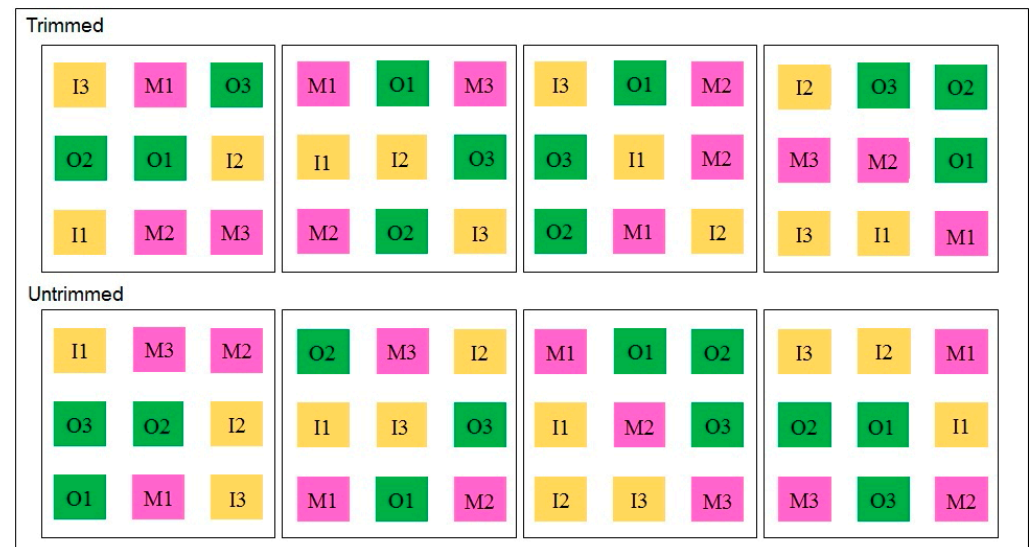 Trimmed
I3 M1 O3 M1 O1 M3 I3 O1 M2 I2 O3 O2
O2 O1 I2 I1 I2 O3 O3 I1 M2 M3 M2 O1
I1 M2 M3 M2 O2 I3 O2 M1 I2 I3 I1 M1
Untrimmed
I1 M3 M2 O2 M3 I2 M1 O1 O2 I3 I2 M1
O3 O2 I2 I1 I3 O3 I1 M2 O3 O2 O1 I1
O1 M1 I3 M1 O1 M2 I2 I3 M3 M3 O3 M2